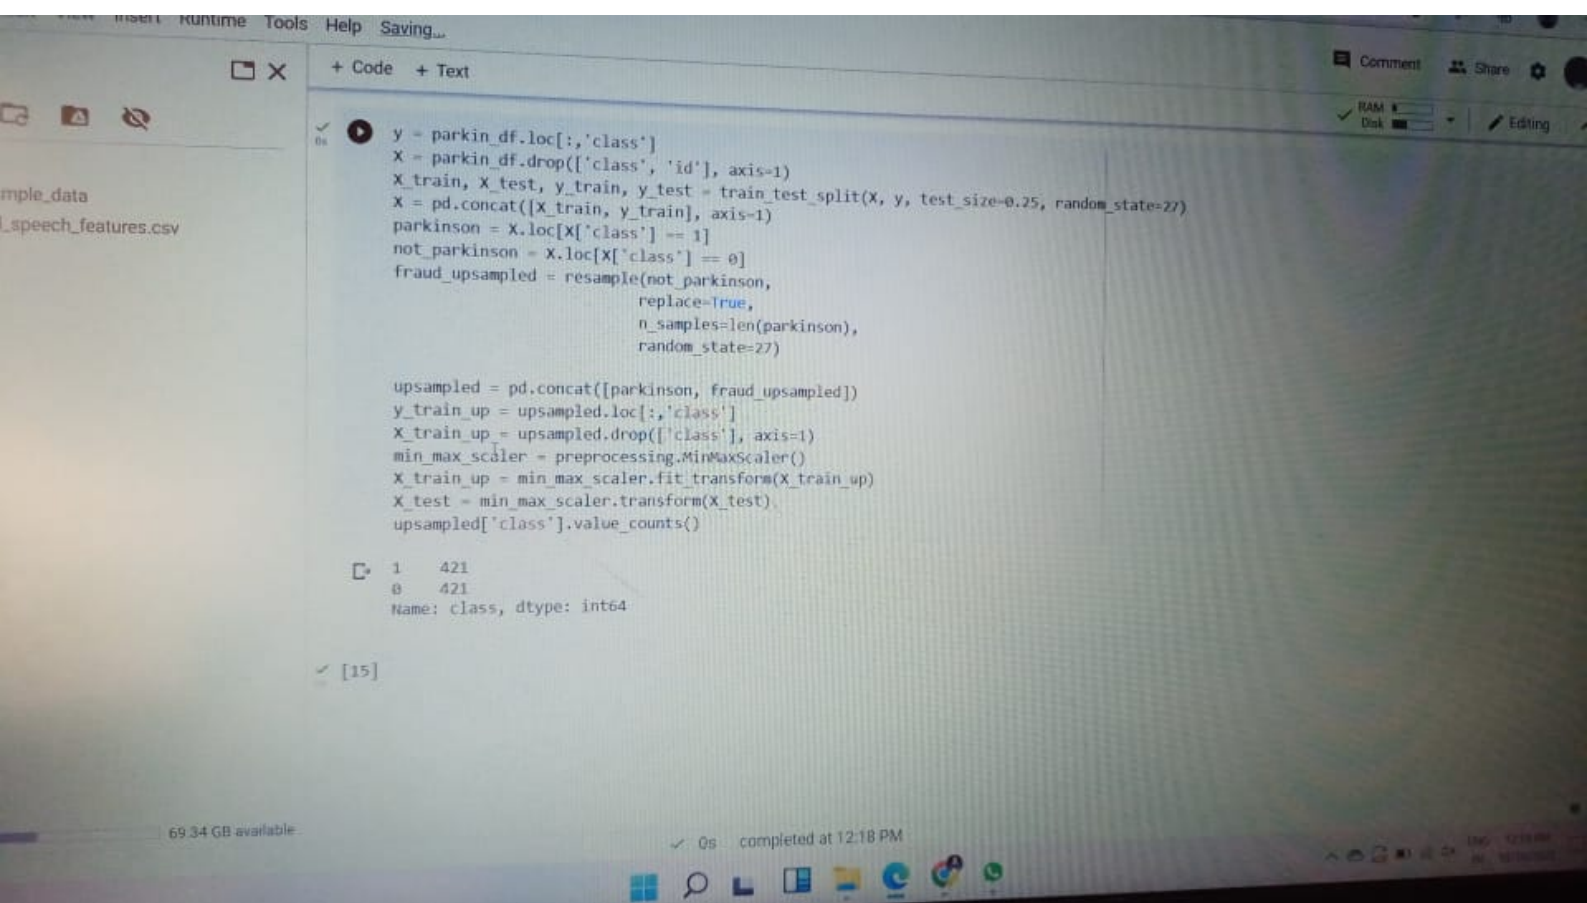 Insert Runtime Tools Help Saving...
+ Code + Text
Comment Share
RAM
Disk
Editing
mple_data
l_speech_features.csv
0s
y = parkin_df.loc[:,'class']
X = parkin_df.drop(['class', 'id'], axis=1)
X_train, X_test, y_train, y_test = train_test_split(X, y, test_size=0.25, random_state=27)
X = pd.concat([X_train, y_train], axis=1)
parkinson = X.loc[X['class'] == 1]
not_parkinson = X.loc[X['class'] == 0]
fraud_upsampled = resample(not_parkinson,
replace=True,
n_samples=len(parkinson),
random_state=27)
upsampled = pd.concat([parkinson, fraud_upsampled])
y_train_up = upsampled.loc[:,'class']
X_train_up = upsampled.drop(['class'], axis=1)
min_max_scaler = preprocessing.MinMaxScaler()
X_train_up = min_max_scaler.fit_transform(X_train_up)
X_test = min_max_scaler.transform(X_test)
upsampled['class'].value_counts()
1 421
0 421
Name: class, dtype: int64
[15]
69.34 GB available
0s completed at 12:18 PM